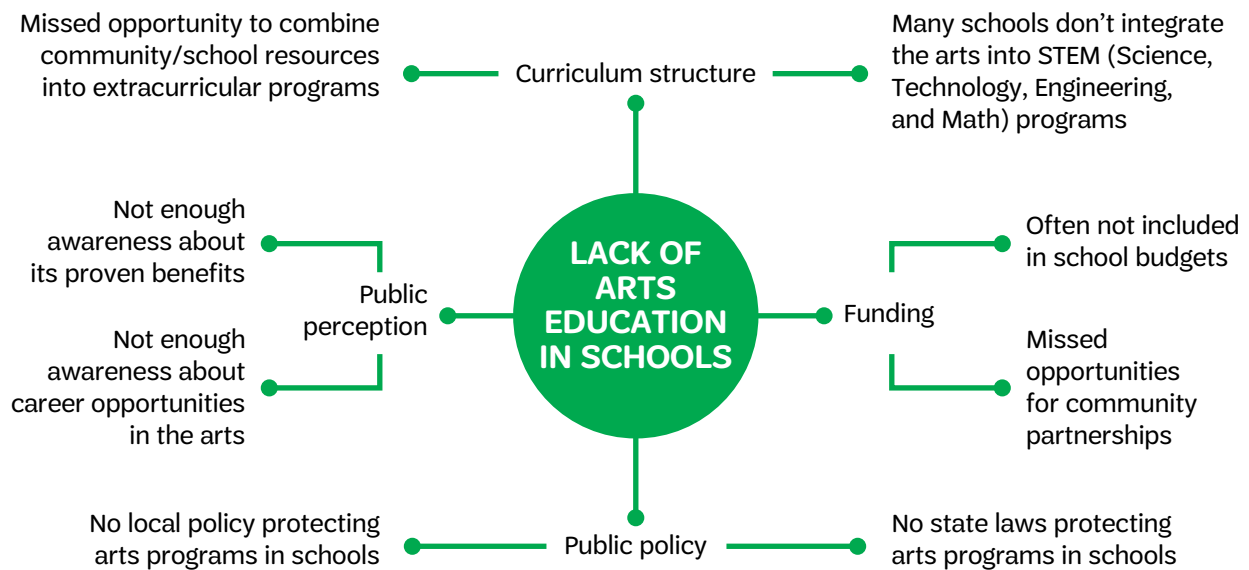 Missed opportunity to combine
community/school resources
into extracurricular programs
Curriculum structure
Many schools don’t integrate
the arts into STEM (Science,
Technology, Engineering,
and Math) programs
Not enough
awareness about
its proven benefits
Public
perception
Not enough
awareness about
career opportunities
in the arts
LACK OF
ARTS
EDUCATION
IN SCHOOLS
Funding
Often not included
in school budgets
Missed
opportunities
for community
partnerships
No local policy protecting
arts programs in schools
Public policy
No state laws protecting
arts programs in schools